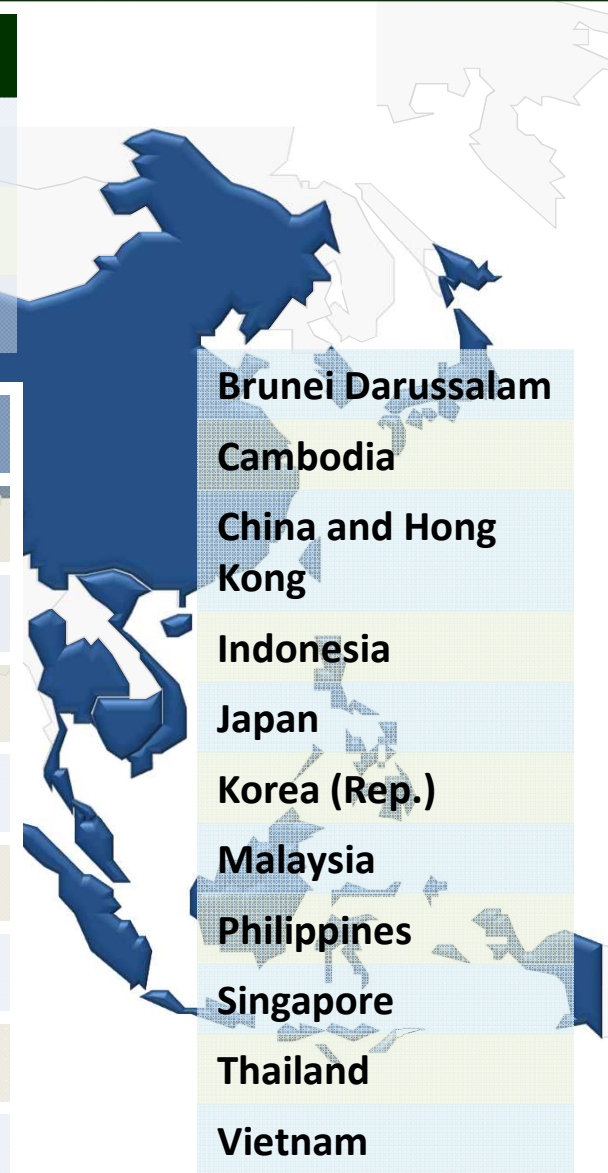 Brunei Darussalam
Cambodia
China and Hong
Kong
Indonesia
Japan
Korea (Rep.)
Malaysia
Philippines
Singapore
Thailand
Vietnam